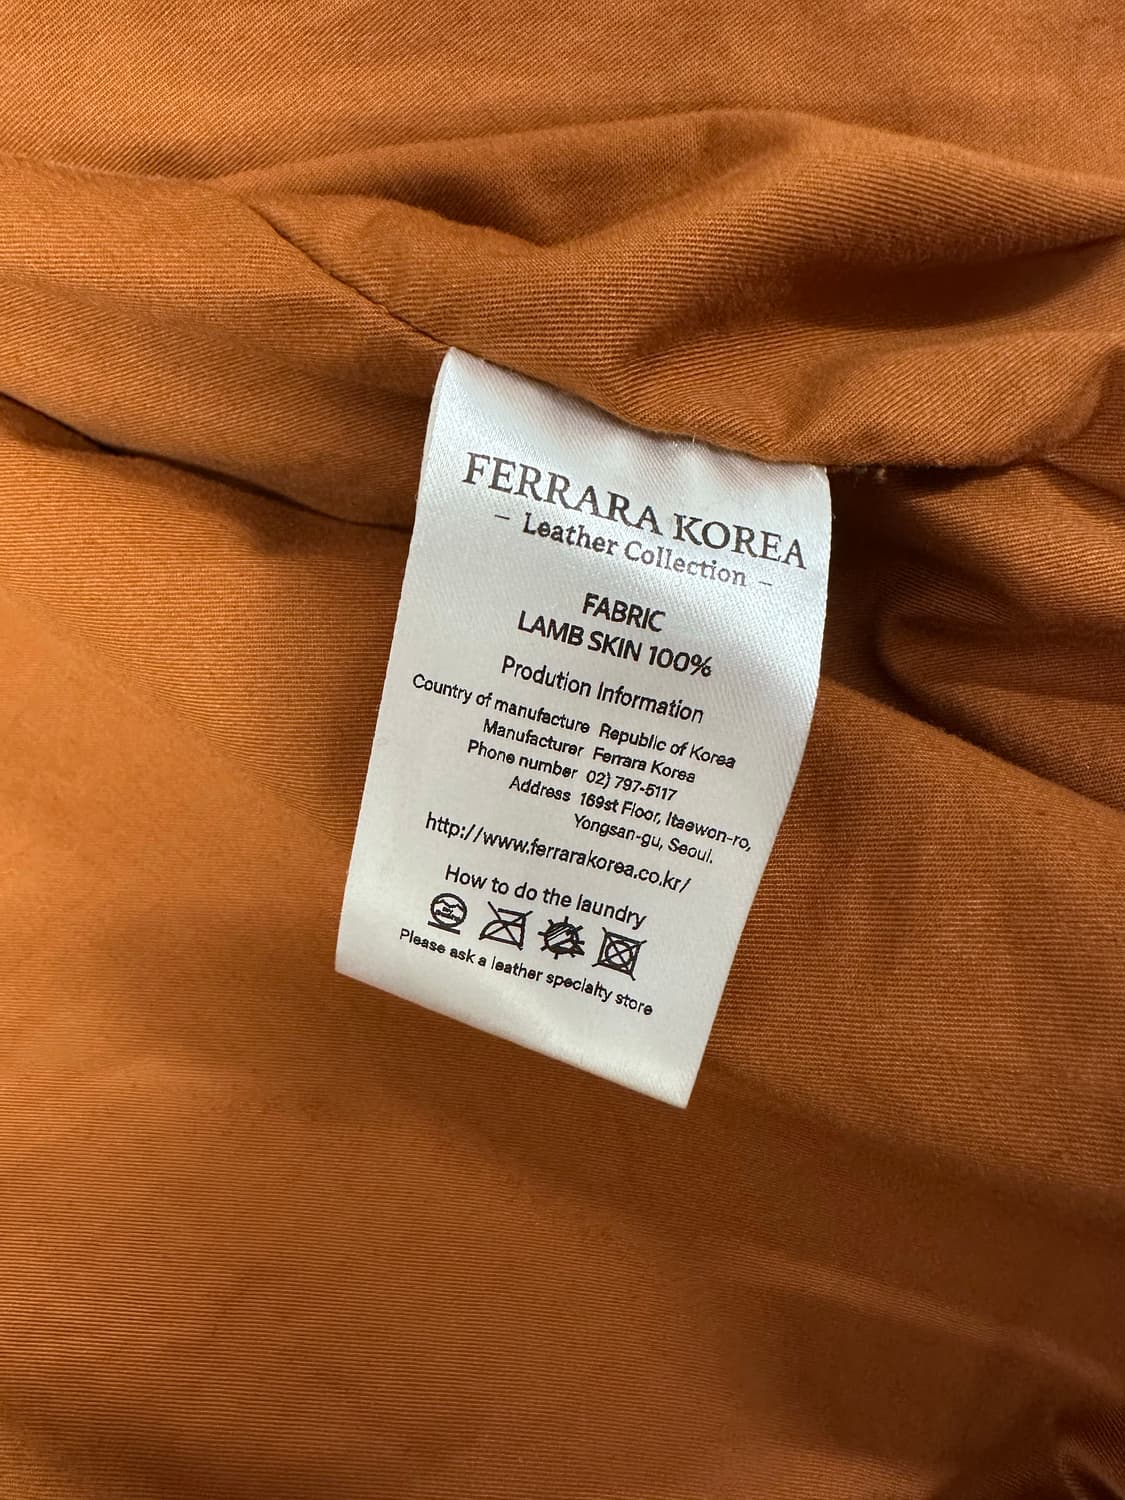 FERRARA KOREA
- Leather Collection -
FABRIC
LAMB SKIN 100%
Prodution Information
Country of manufacture Republic of Korea
Manufacturer Ferrara Korea
Phone number 02) 797-5117
Address 169st Floor, Itaewon-ro,
Yongsan-gu, Seoul.
http://www.ferrarakorea.co.kr/
How to do the laundry
Please ask a leather specialty store